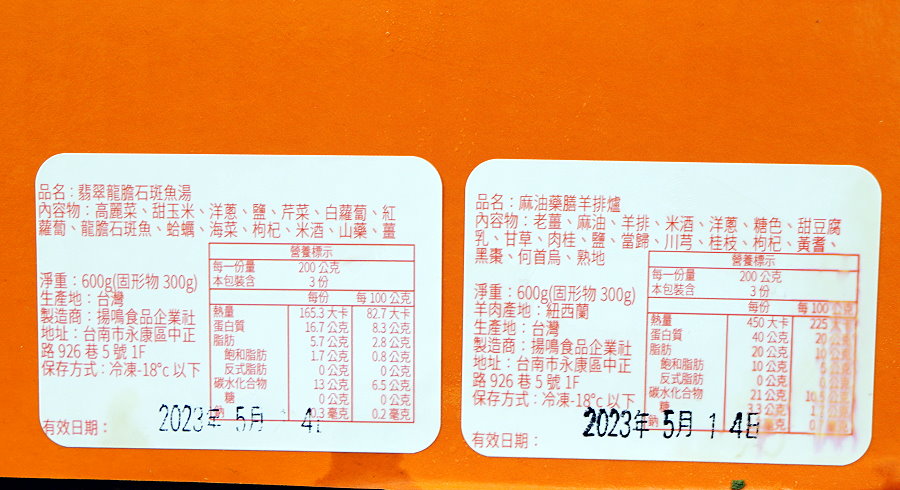 品名：翡翠龍膽石斑魚湯
內容物：高麗菜、甜玉米、洋蔥、鹽、芹菜、白蘿蔔、紅
蘿蔔、龍膽石斑魚、蛤蠣、海菜、枸杞、米酒、山藥、薑
營養標示
每一份量 200 公克
本包裝含 3 份
每份 每 100 公克
熱量 165.3 大卡 82.7 大卡
蛋白質 16.7 公克 8.3 公克
脂肪 5.7 公克 2.8 公克
飽和脂肪 1.7 公克 0.8 公克
反式脂肪 0 公克 0 公克
碳水化合物 13 公克 6.5 公克
糖 0 公克 0 公克
0.3 毫克 0.2 毫克
淨重：600g(固形物 300g)
生產地：台灣
製造商：揚鳴食品企業社
地址：台南市永康區中正
路 926 巷 5 號 1F
保存方式：冷凍-18°c 以下
有效日期：
2023年 5月
品名：麻油藥膳羊排爐
內容物：老薑、麻油、羊排、米酒、洋蔥、糖色、甜豆腐
乳、甘草、肉桂、鹽、當歸、川芎、桂枝、枸杞、黃耆、
黑棗、何首烏、熟地
營養標示
每一份量 200 公克
本包裝含 3 份
每份 每 100 公克
熱量 450 大卡 225 大卡
蛋白質 40 公克 20 公克
脂肪 20 公克 10 公克
飽和脂肪 10 公克
反式脂肪 0 公克
碳水化合物 21 公克
糖
鈉
淨重：600g(固形物 300g)
羊肉產地：紐西蘭
生產地：台灣
製造商：揚鳴食品企業社
地址：台南市永康區中正
路 926 巷 5 號 1F
保存方式：冷凍-18°c 以下
有效日期：
2023年 5月 14日